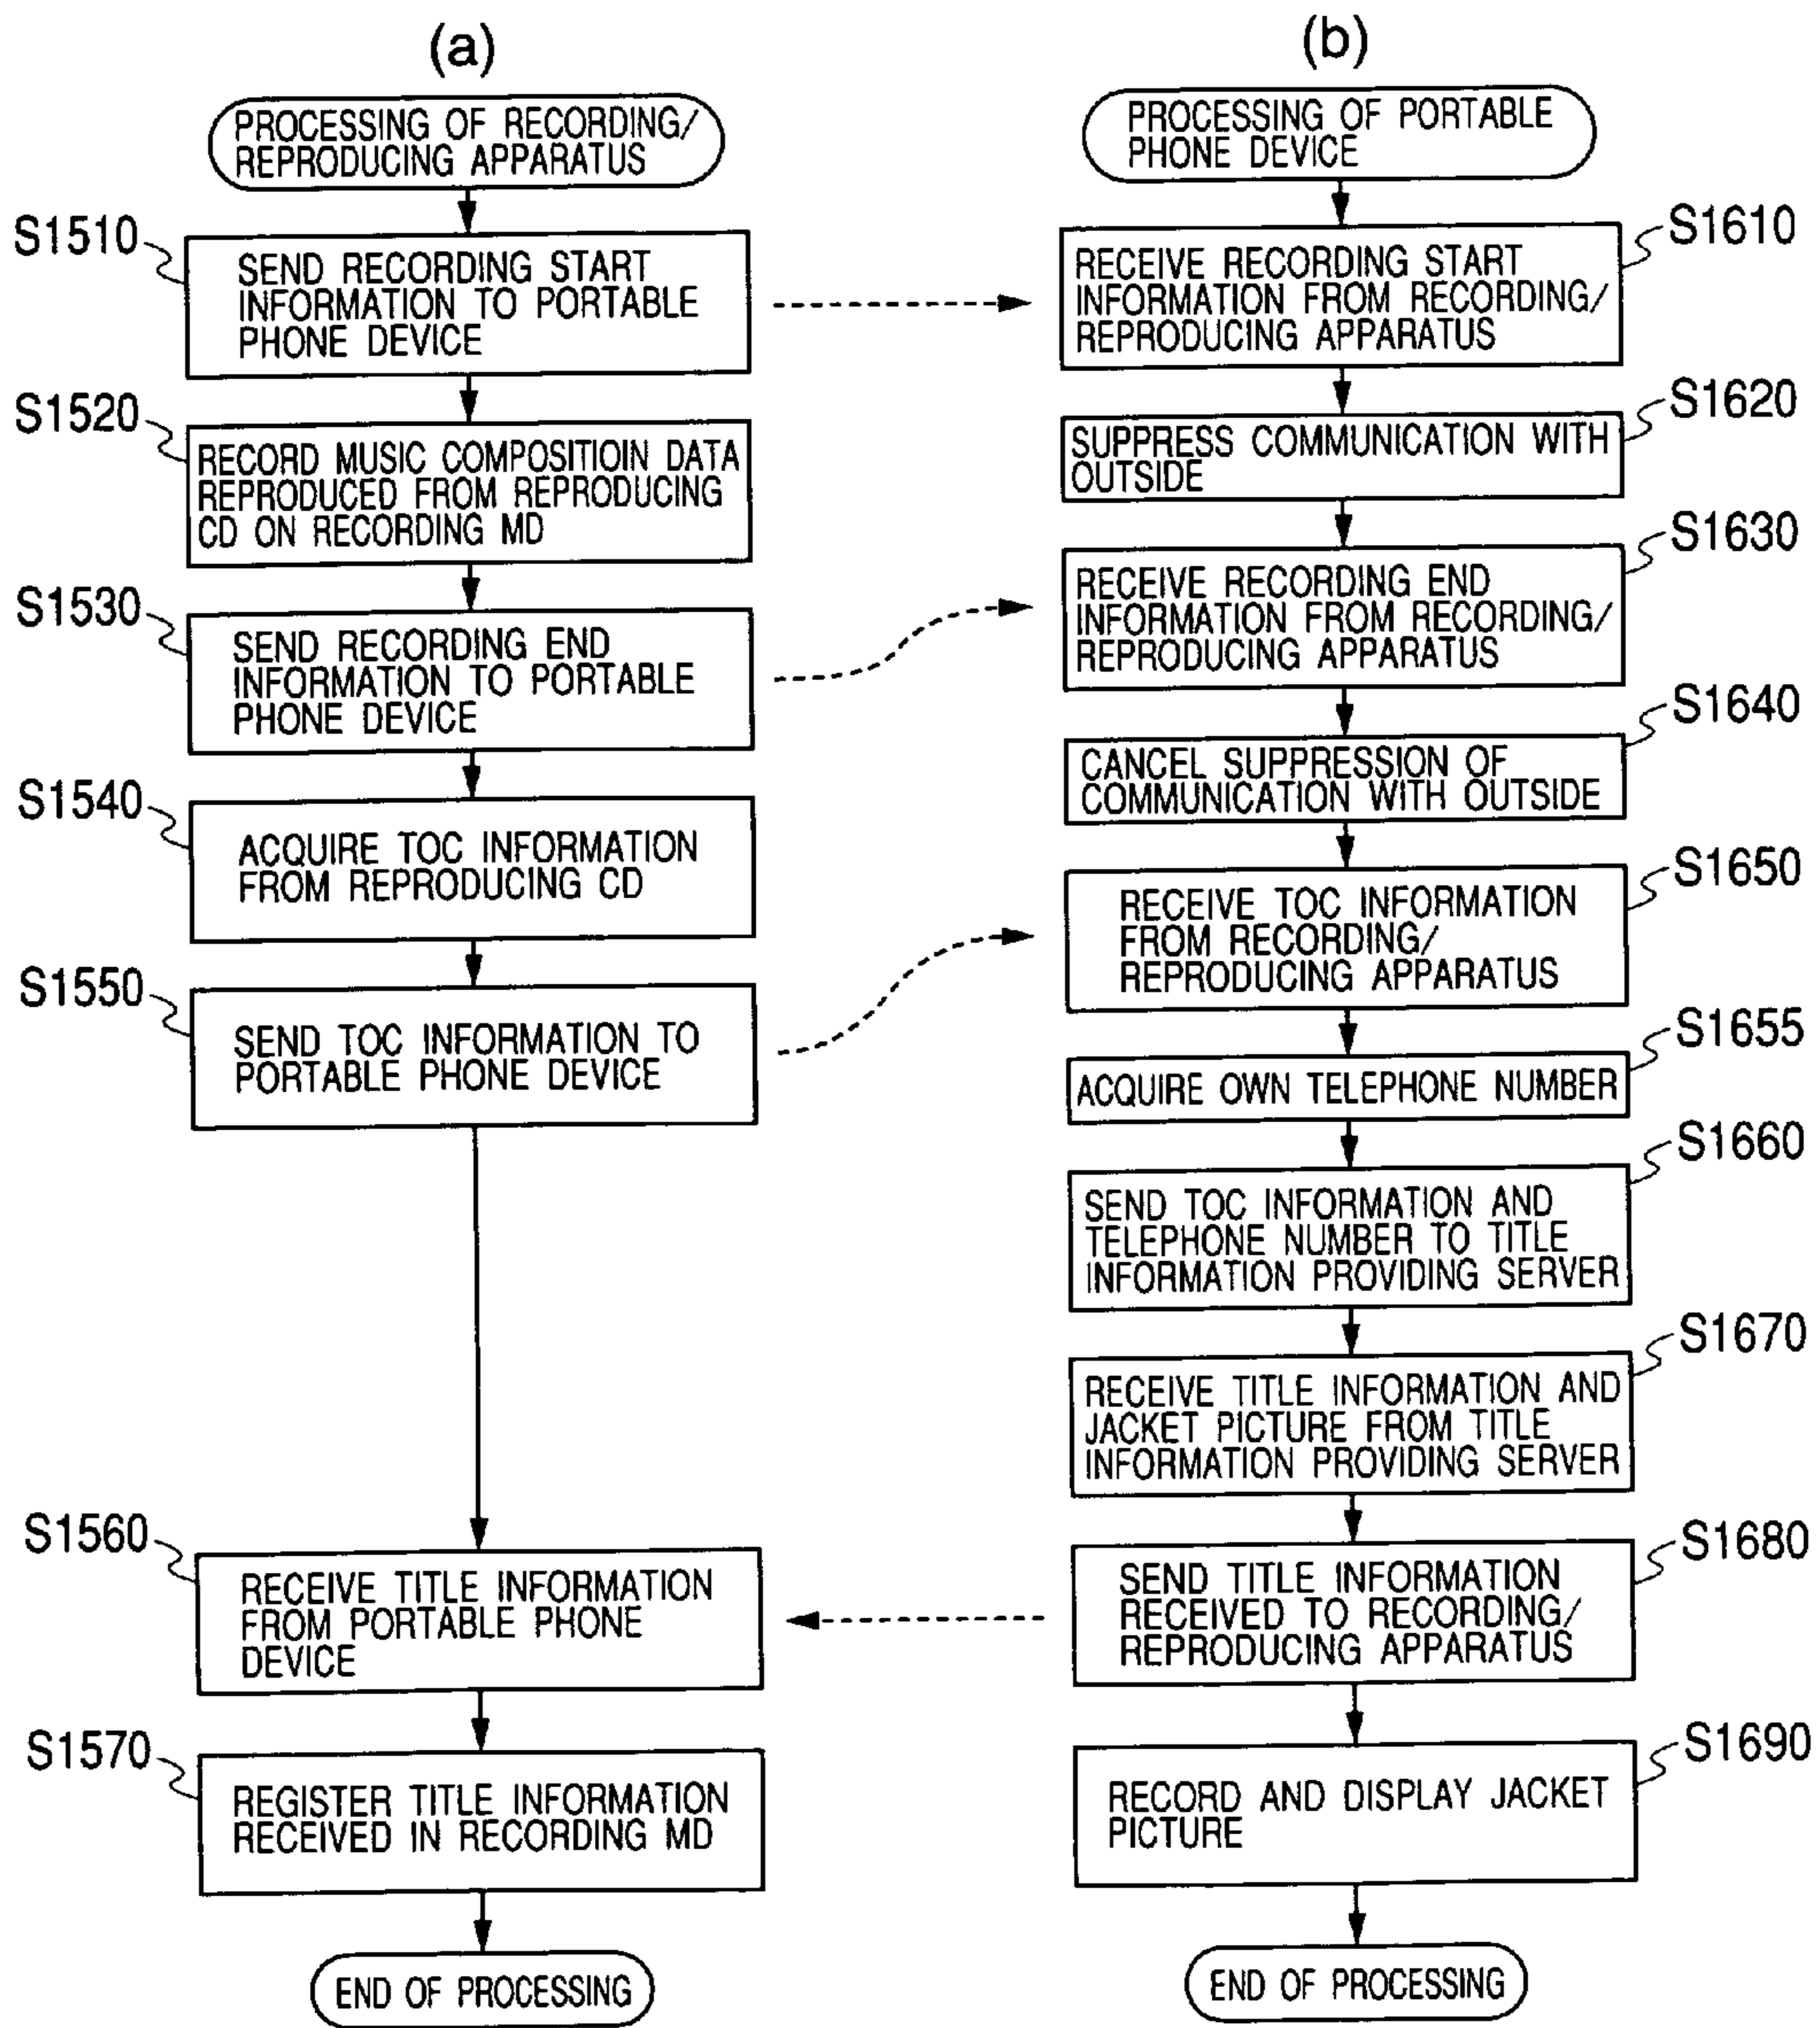 (a)
PROCESSING OF RECORDING/
REPRODUCING APPARATUS
S1510
SEND RECORDING START
INFORMATION TO PORTABLE
PHONE DEVICE
S1520
RECORD MUSIC COMPOSITIOIN DATA
REPRODUCED FROM REPRODUCING
CD ON RECORDING MD
S1530
SEND RECORDING END
INFORMATION TO PORTABLE
PHONE DEVICE
S1540
ACQUIRE TOC INFORMATION
FROM REPRODUCING CD
S1550
SEND TOC INFORMATION TO
PORTABLE PHONE DEVICE
S1560
RECEIVE TITLE INFORMATION
FROM PORTABLE PHONE
DEVICE
S1570
REGISTER TITLE INFORMATION
RECEIVED IN RECORDING MD
END OF PROCESSING
(b)
PROCESSING OF PORTABLE
PHONE DEVICE
S1610
RECEIVE RECORDING START
INFORMATION FROM RECORDING/
REPRODUCING APPARATUS
S1620
SUPPRESS COMMUNICATION WITH
OUTSIDE
S1630
RECEIVE RECORDING END
INFORMATION FROM RECORDING/
REPRODUCING APPARATUS
S1640
CANCEL SUPPRESSION OF
COMMUNICATION WITH OUTSIDE
S1650
RECEIVE TOC INFORMATION
FROM RECORDING/
REPRODUCING APPARATUS
S1655
ACQUIRE OWN TELEPHONE NUMBER
S1660
SEND TOC INFORMATION AND
TELEPHONE NUMBER TO TITLE
INFORMATION PROVIDING SERVER
S1670
RECEIVE TITLE INFORMATION AND
JACKET PICTURE FROM TITLE
INFORMATION PROVIDING SERVER
S1680
SEND TITLE INFORMATION
RECEIVED TO RECORDING/
REPRODUCING APPARATUS
S1690
RECORD AND DISPLAY JACKET
PICTURE
END OF PROCESSING